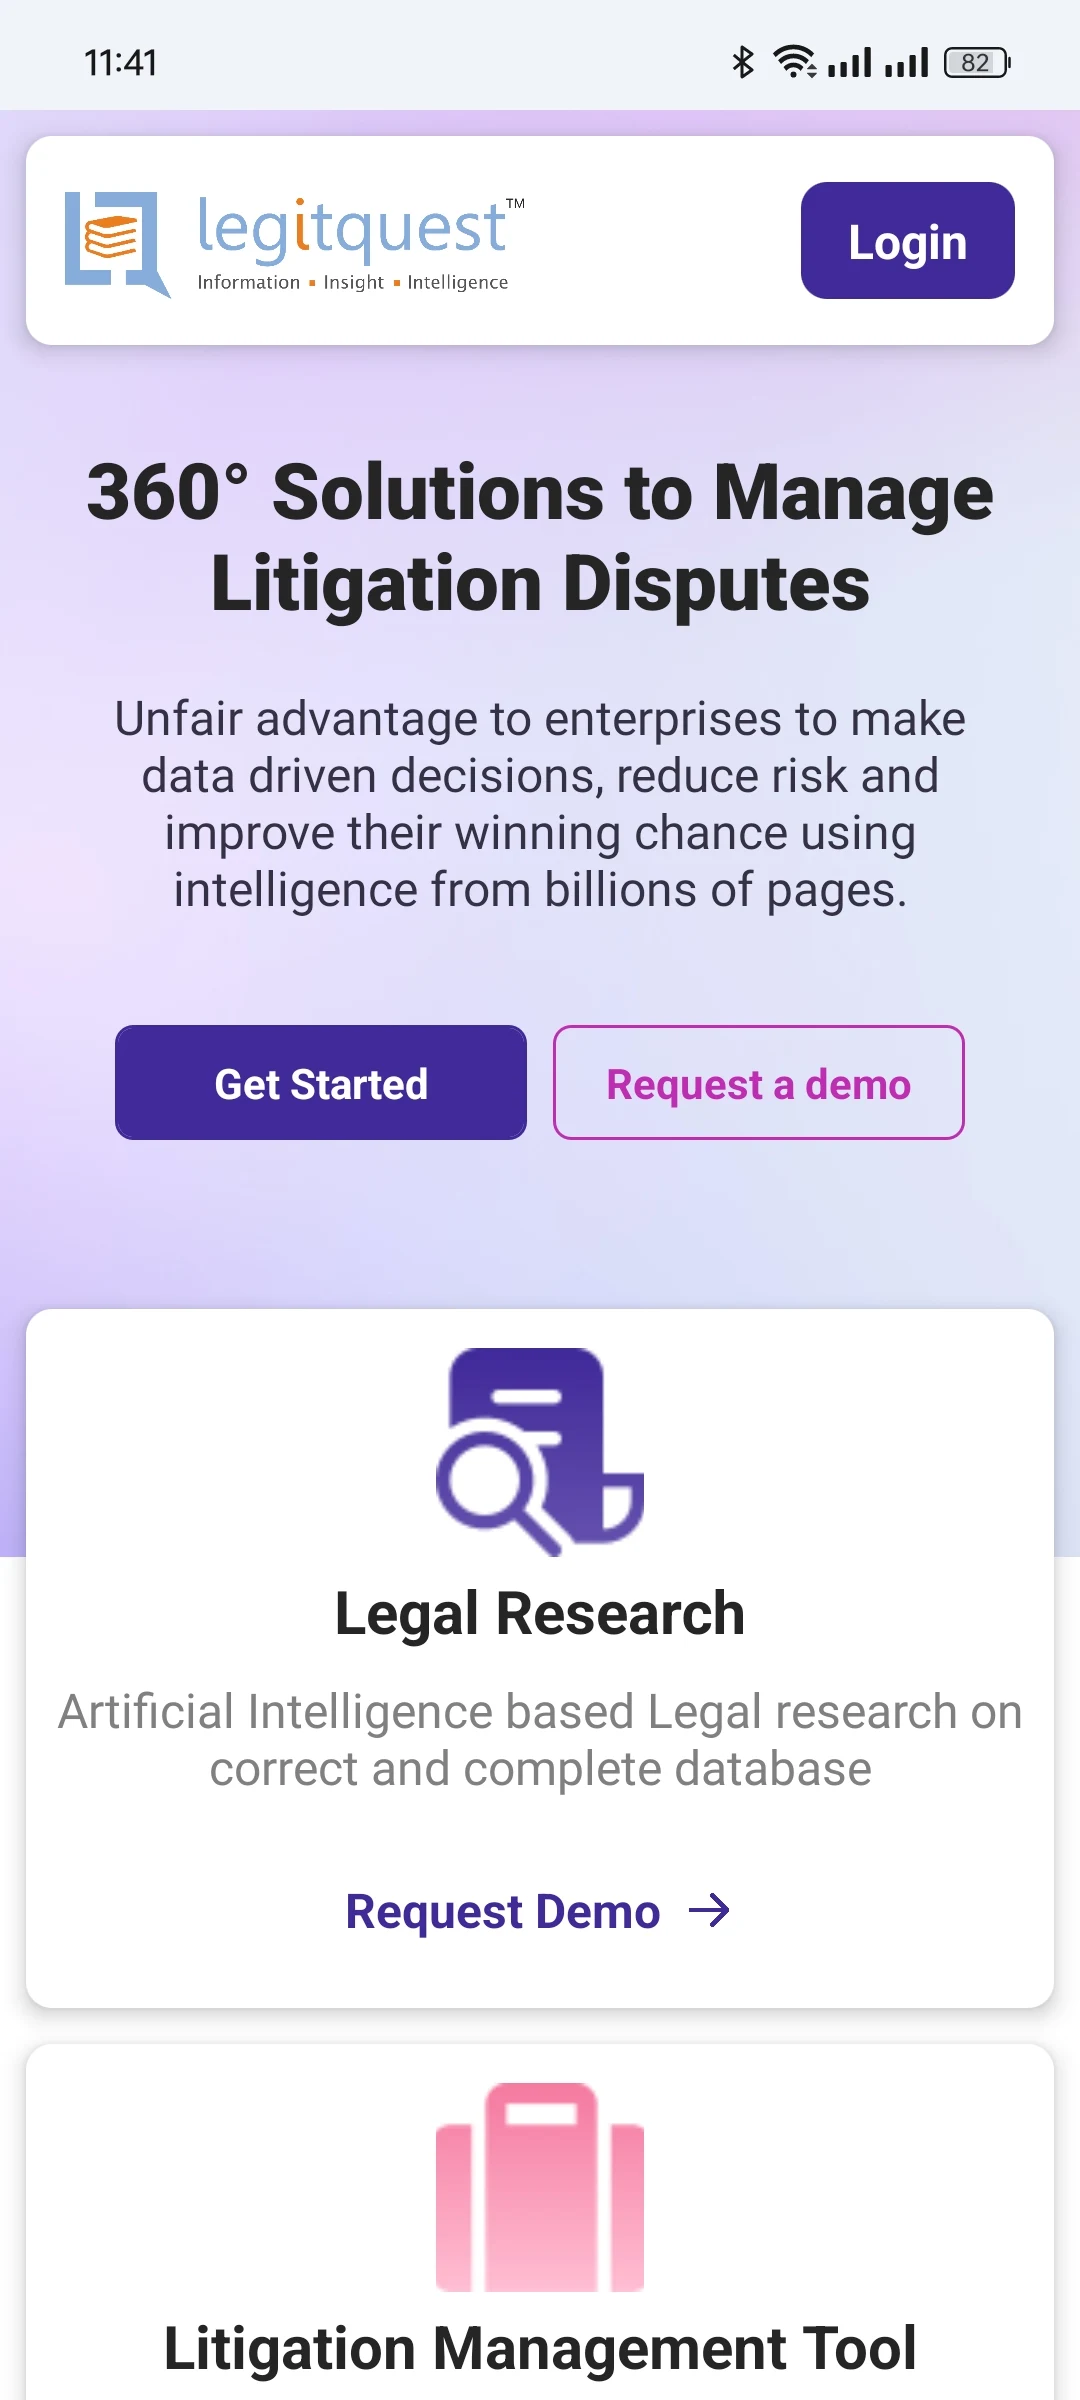 11:41
82
legitquest™
Information ▪ Insight ▪ Intelligence
Login
360° Solutions to Manage
Litigation Disputes
Unfair advantage to enterprises to make
data driven decisions, reduce risk and
improve their winning chance using
intelligence from billions of pages.
Get Started
Request a demo
Legal Research
Artificial Intelligence based Legal research on
correct and complete database
Request Demo →
Litigation Management Tool